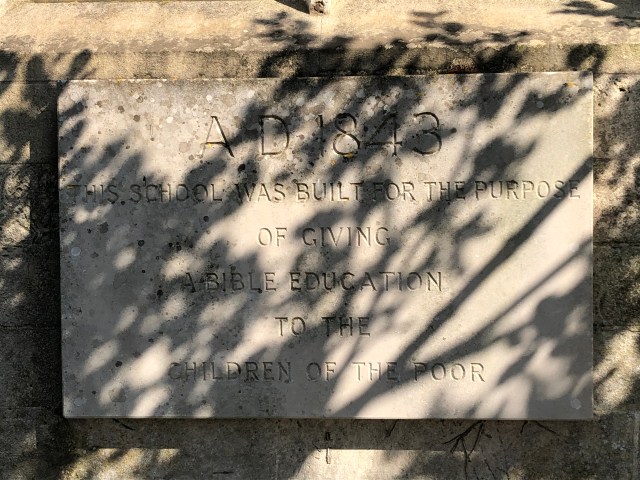 A D 1843
THIS SCHOOL WAS BUILT FOR THE PURPOSE
OF GIVING
A BIBLE EDUCATION
TO THE
CHILDREN OF THE POOR